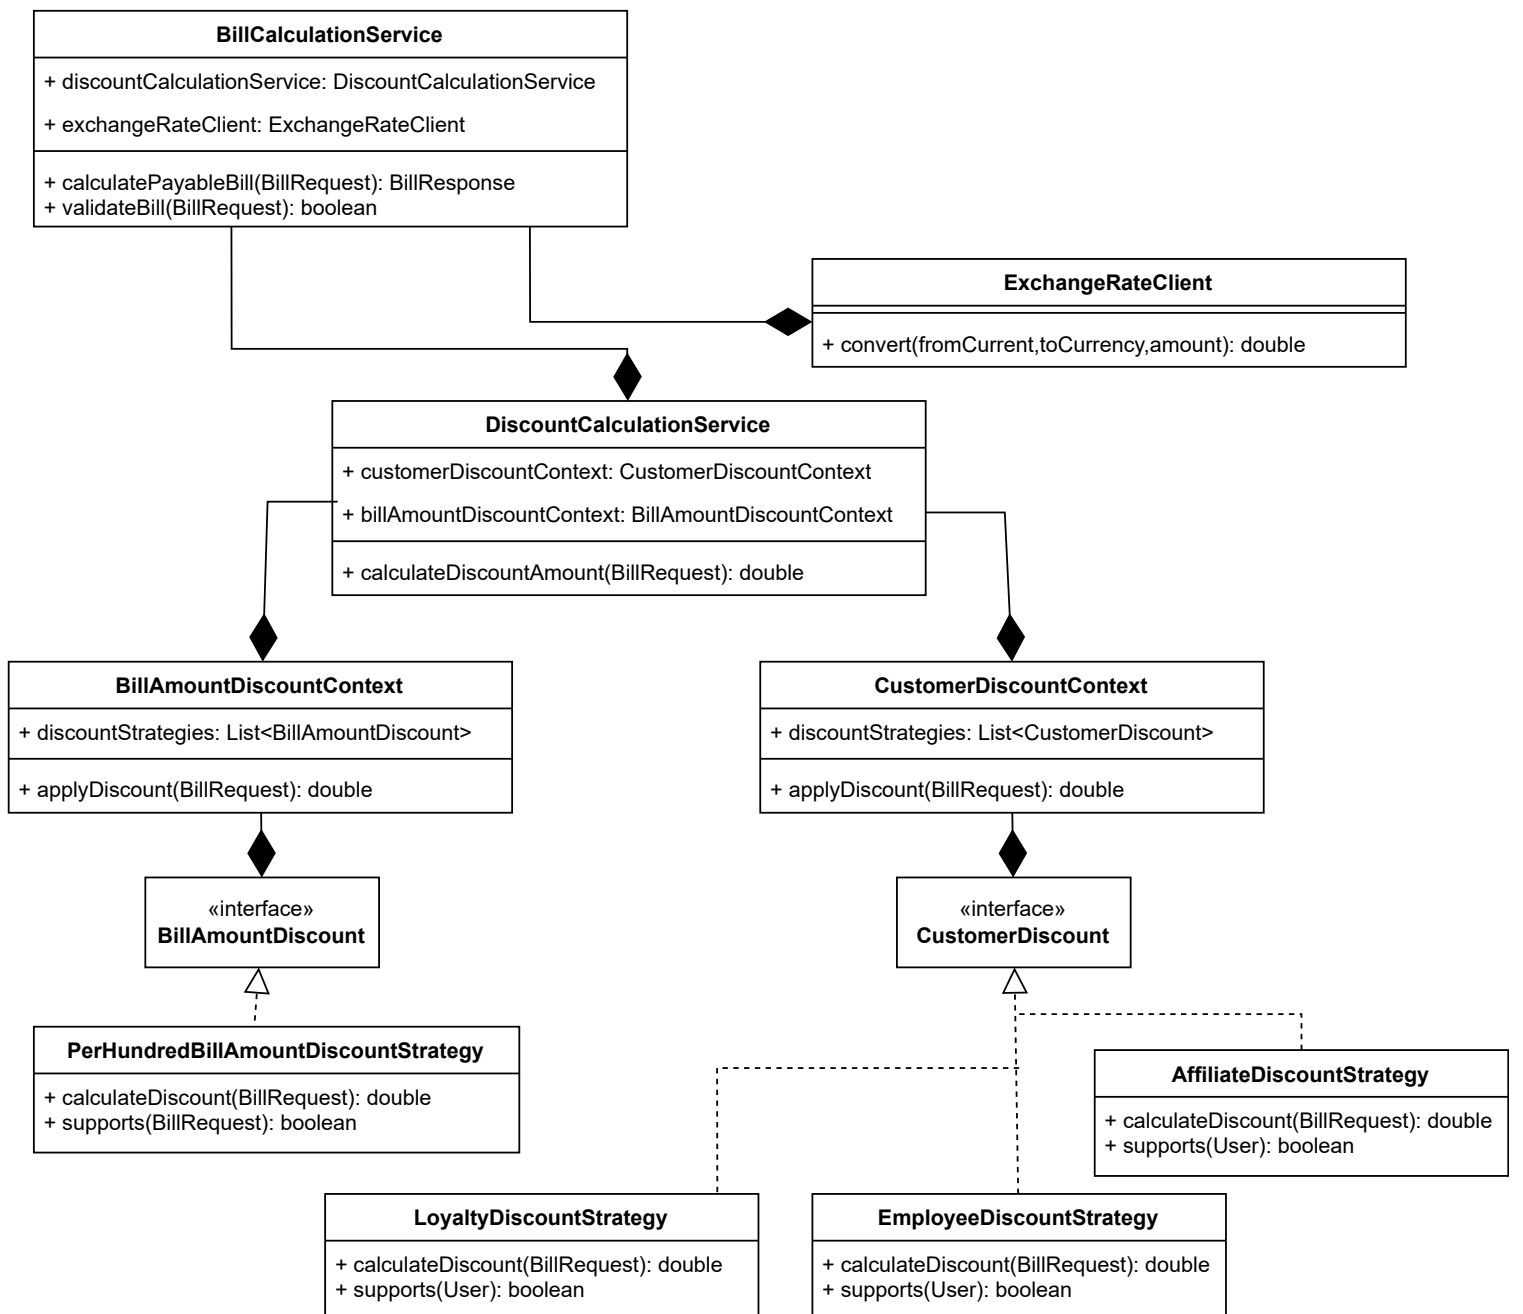 BillCalculationService
+ discountCalculationService: DiscountCalculationService
+ exchangeRateClient: ExchangeRateClient
+ calculatePayableBill(BillRequest): BillResponse
+ validateBill(BillRequest): boolean
ExchangeRateClient
+ convert(fromCurrent,toCurrency,amount): double
DiscountCalculationService
+ customerDiscountContext: CustomerDiscountContext
+ billAmountDiscountContext: BillAmountDiscountContext
+ calculateDiscountAmount(BillRequest): double
BillAmountDiscountContext
+ discountStrategies: List<BillAmountDiscount>
+ applyDiscount(BillRequest): double
CustomerDiscountContext
+ discountStrategies: List<CustomerDiscount>
+ applyDiscount(BillRequest): double
«interface»
BillAmountDiscount
«interface»
CustomerDiscount
PerHundredBillAmountDiscountStrategy
+ calculateDiscount(BillRequest): double
+ supports(BillRequest): boolean
AffiliateDiscountStrategy
+ calculateDiscount(BillRequest): double
+ supports(User): boolean
LoyaltyDiscountStrategy
+ calculateDiscount(BillRequest): double
+ supports(User): boolean
EmployeeDiscountStrategy
+ calculateDiscount(BillRequest): double
+ supports(User): boolean